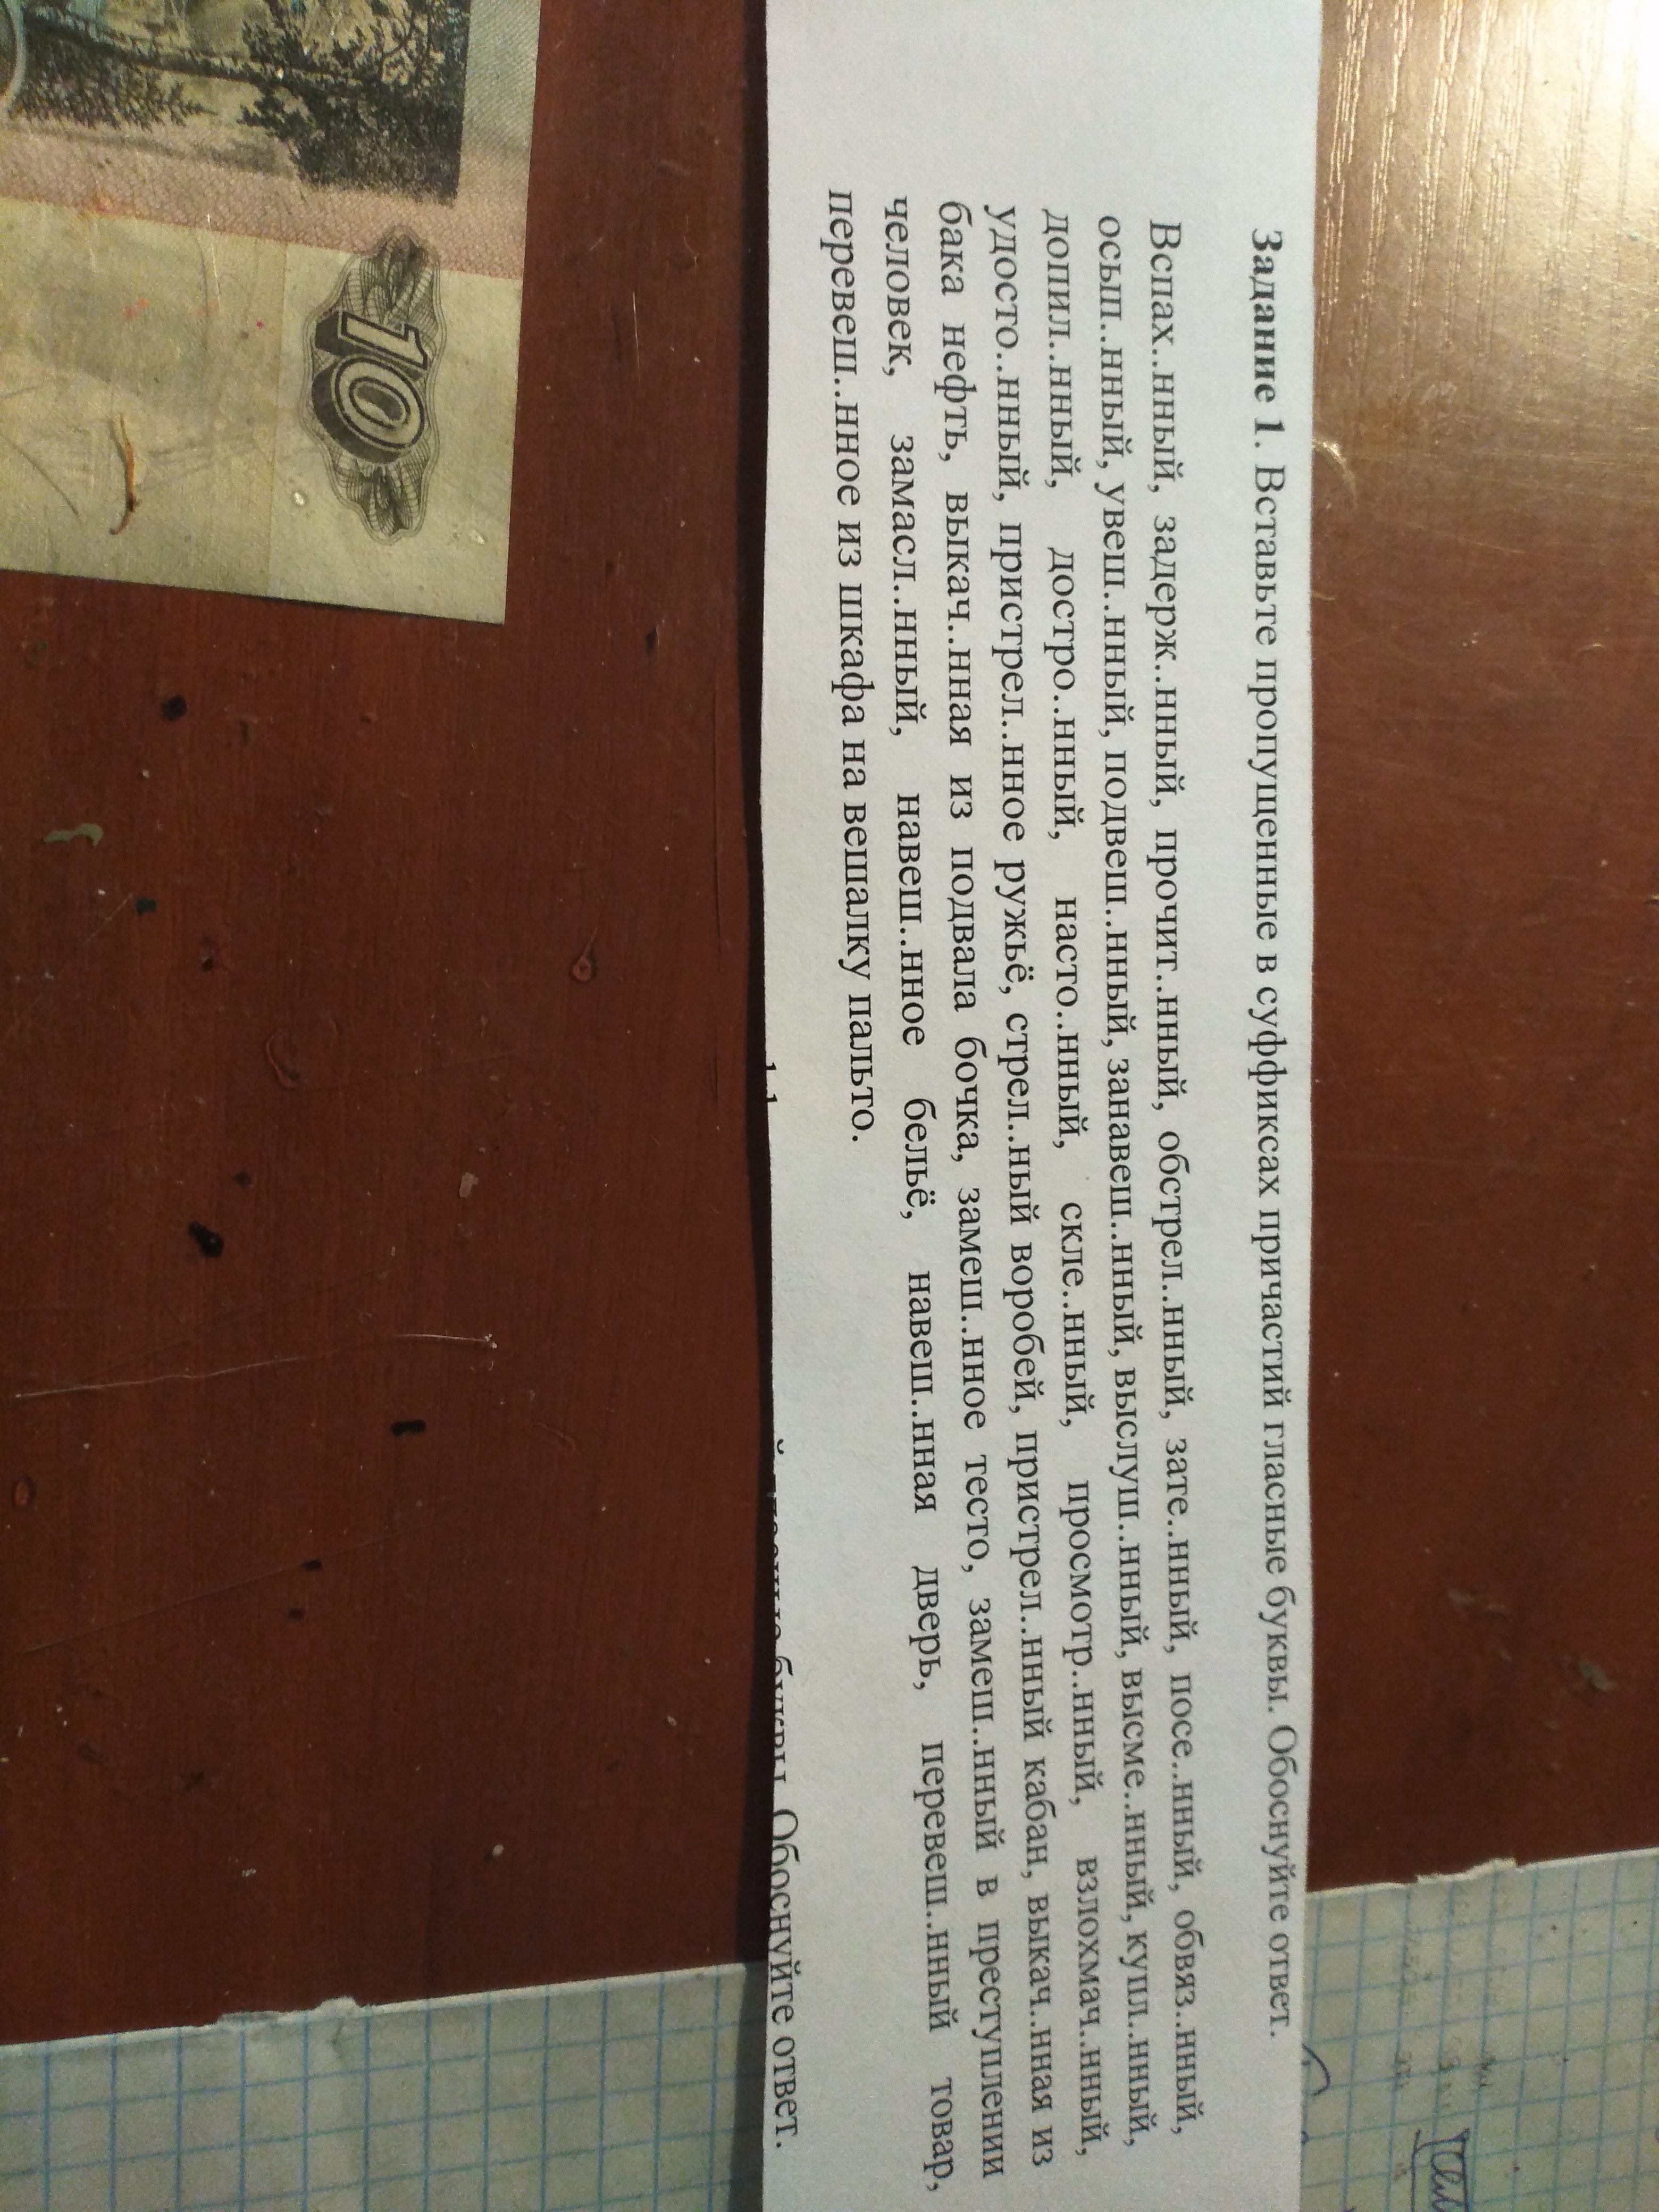 Задание 1. Вставьте пропущенные в суффиксах причастий гласные буквы. Обоснуйте ответ.
Вспах..нный, задерж..нный, прочит..нный, обстрел..нный, зате..нный, посе..нный, обвяз..нный,
осып..нный, увеш..нный, подвеш..нный, занавеш..нный, выслуш..нный, высме..нный, купл..нный,
допил..нный, достро..нный, насто..нный, скле..нный, просмотр..нный, взлохмач..нный,
удосто..нный, пристрел..нное ружьё, стрел..ный воробей, пристрел..нный кабан, выкач..нная из
бака нефть, выкач..нная из подвала бочка, замеш..нное тесто, замеш..нный в преступлении
человек, замасл..нный, навеш..нное бельё, навеш..нная дверь, перевеш..нный товар,
перевеш..нное из шкафа на вешалку пальто.
буквы. Обоснуйте ответ.
10